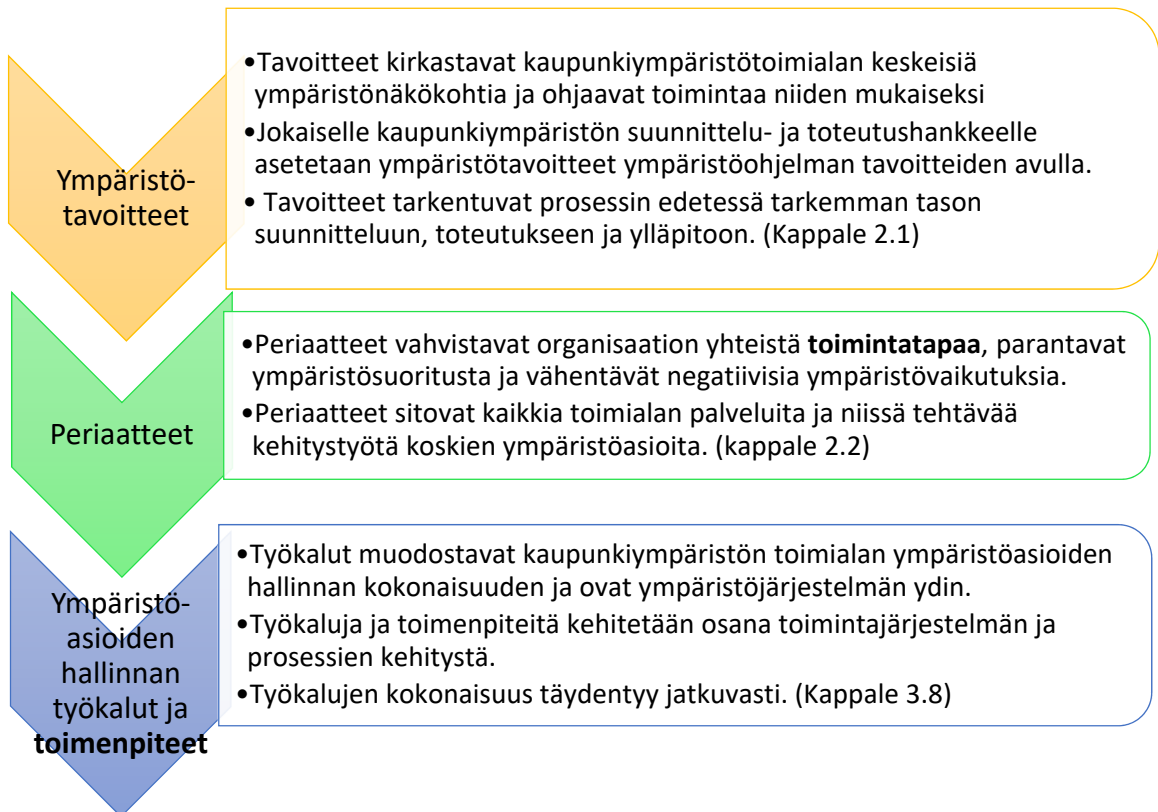 Ympäristö-
tavoitteet
•Tavoitteet kirkastavat kaupunkiympäristötoimialan keskeisiä
ympäristönäkökohtia ja ohjaavat toimintaa niiden mukaiseksi
•Jokaiselle kaupunkiympäristön suunnittelu- ja toteutushankkeelle
asetetaan ympäristötavoitteet ympäristöohjelman tavoitteiden avulla.
• Tavoitteet tarkentuvat prosessin edetessä tarkemman tason
suunnitteluun, toteutukseen ja ylläpitoon. (Kappale 2.1)
Periaatteet
•Periaatteet vahvistavat organisaation yhteistä toimintatapaa, parantavat
ympäristösuoritusta ja vähentävät negatiivisia ympäristövaikutuksia.
•Periaatteet sitovat kaikkia toimialan palveluita ja niissä tehtävää
kehitystyötä koskien ympäristöasioita. (kappale 2.2)
Ympäristö-
asioiden
hallinnan
työkalut ja
toimenpiteet
•Työkalut muodostavat kaupunkiympäristön toimialan ympäristöasioiden
hallinnan kokonaisuuden ja ovat ympäristöjärjestelmän ydin.
•Työkaluja ja toimenpiteitä kehitetään osana toimintajärjestelmän ja
prosessien kehitystä.
•Työkalujen kokonaisuus täydentyy jatkuvasti. (Kappale 3.8)